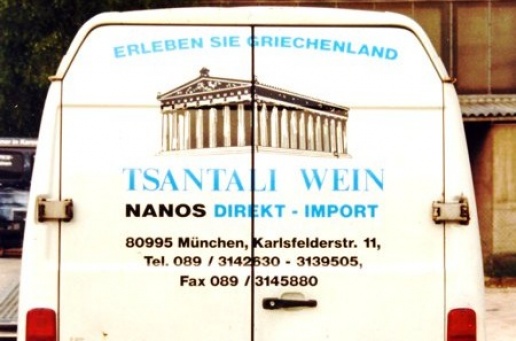 ERLEBEN SIE GRIECHENLAND
TSANTALI WEIN
NANOS DIREKT - IMPORT
80995 München, Karlsfelderstr. 11,
Tel. 089 / 3142630 - 3139505,
Fax 089 / 3145880